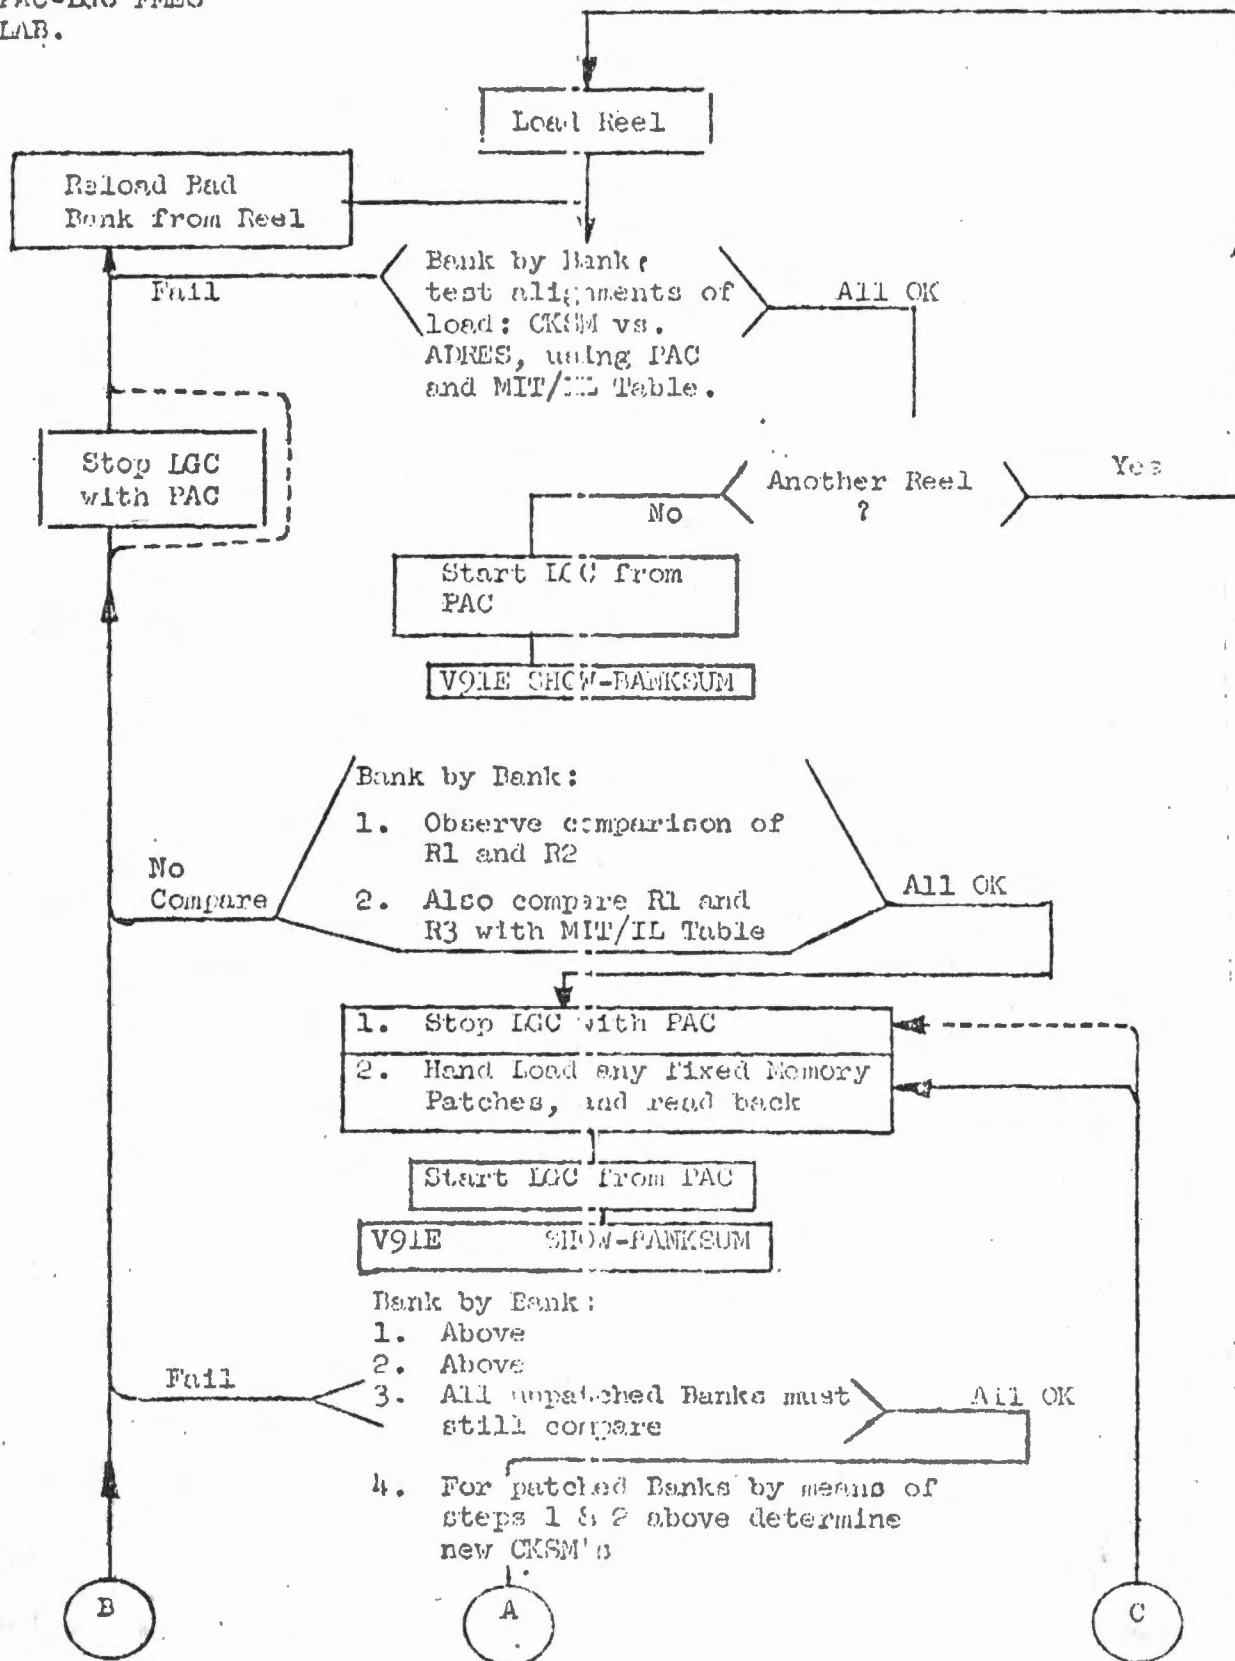 LAB.
Load Reel
Reload Bad
Bank from Reel
Bank by Bank,
test alignments of
load: CKSM vs.
ADRES, using PAC
and MIT/IL Table.
Fail
All OK
Stop LGC
with PAC
Another Reel
?
Yes
No
Start LGC from
PAC
V91E SHOW-BANKSUM
Bank by Bank:
1. Observe comparison of
R1 and R2
2. Also compare R1 and
R3 with MIT/IL Table
No
Compare
All OK
1. Stop LGC with PAC
2. Hand Load any fixed Memory
Patches, and read back
Start LGC from PAC
V91E SHOW-BANKSUM
Bank by Bank:
1. Above
2. Above
3. All unpatched Banks must
still compare
Fail
All OK
4. For patched Banks by means of
steps 1 & 2 above determine
new CKSM's
B
A
C